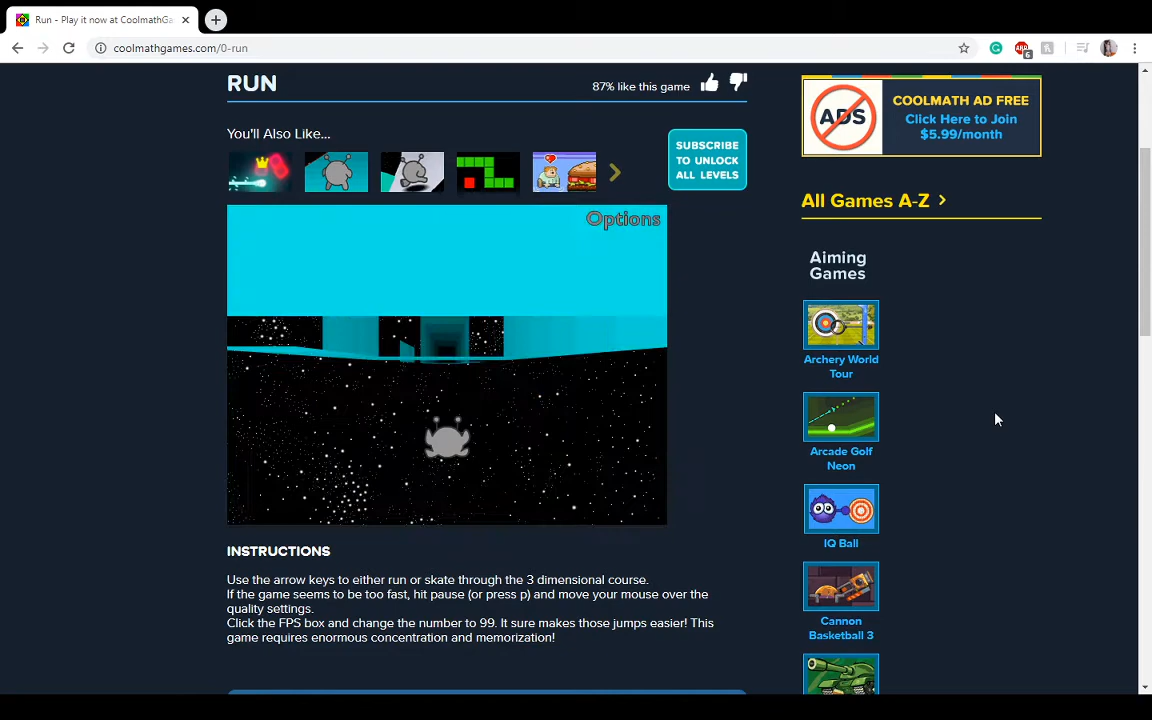 Run - Play it now at CoolmathGa
coolmathgames.com/0-run
ABP
6
RUN
87% like this game
You'll Also Like...
SUBSCRIBE
TO UNLOCK
ALL LEVELS
Options
INSTRUCTIONS
Use the arrow keys to either run or skate through the 3 dimensional course.
If the game seems to be too fast, hit pause (or press p) and move your mouse over the
quality settings.
Click the FPS box and change the number to 99. It sure makes those jumps easier! This
game requires enormous concentration and memorization!
ADS
COOLMATH AD FREE
Click Here to Join
$5.99/month
All Games A-Z
Aiming
Games
Archery World
Tour
Arcade Golf
Neon
IQ Ball
Cannon
Basketball 3